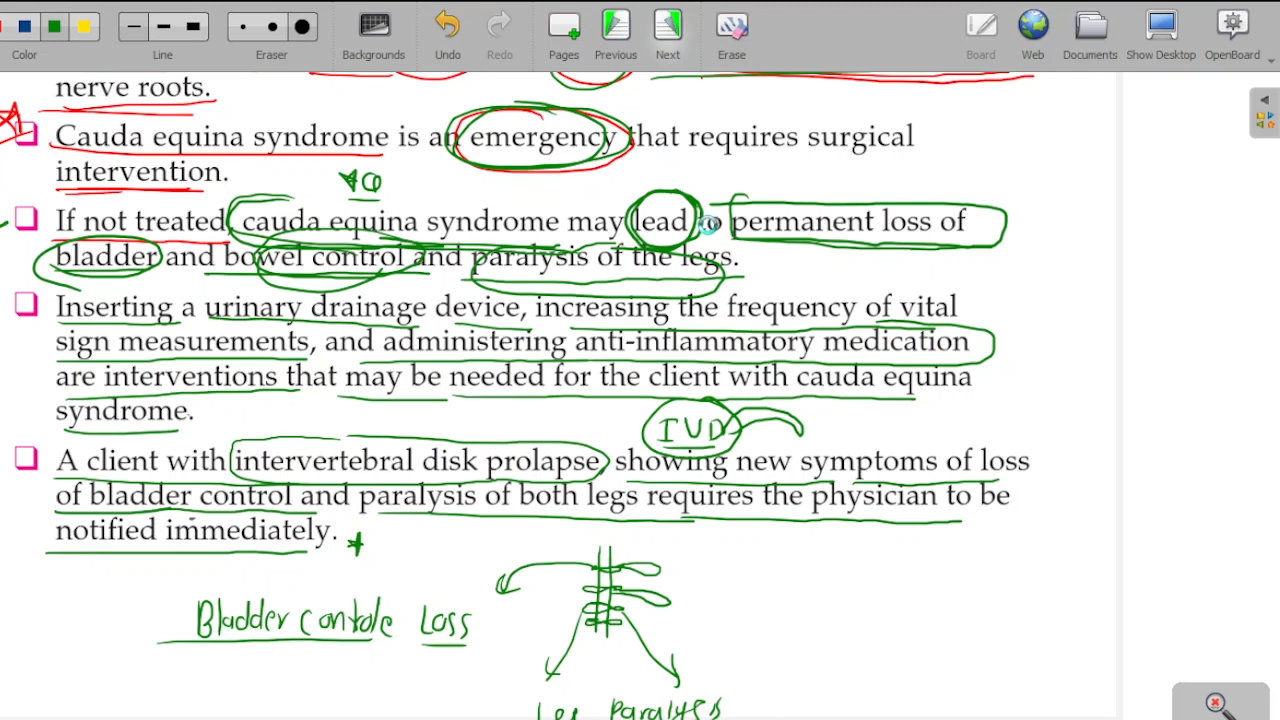 Color Line Eraser Backgrounds Undo Redo Pages Previous Next Erase Board Web Documents Show Desktop OpenBoard
nerve roots.
Cauda equina syndrome is an emergency that requires surgical
intervention.
If not treated, cauda equina syndrome may lead to permanent loss of
bladder and bowel control and paralysis of the legs.
Inserting a urinary drainage device, increasing the frequency of vital
sign measurements, and administering anti-inflammatory medication
are interventions that may be needed for the client with cauda equina
syndrome.
IVD
A client with intervertebral disk prolapse, showing new symptoms of loss
of bladder control and paralysis of both legs requires the physician to be
notified immediately.
Bladder contole Loss
Leg Paralyses